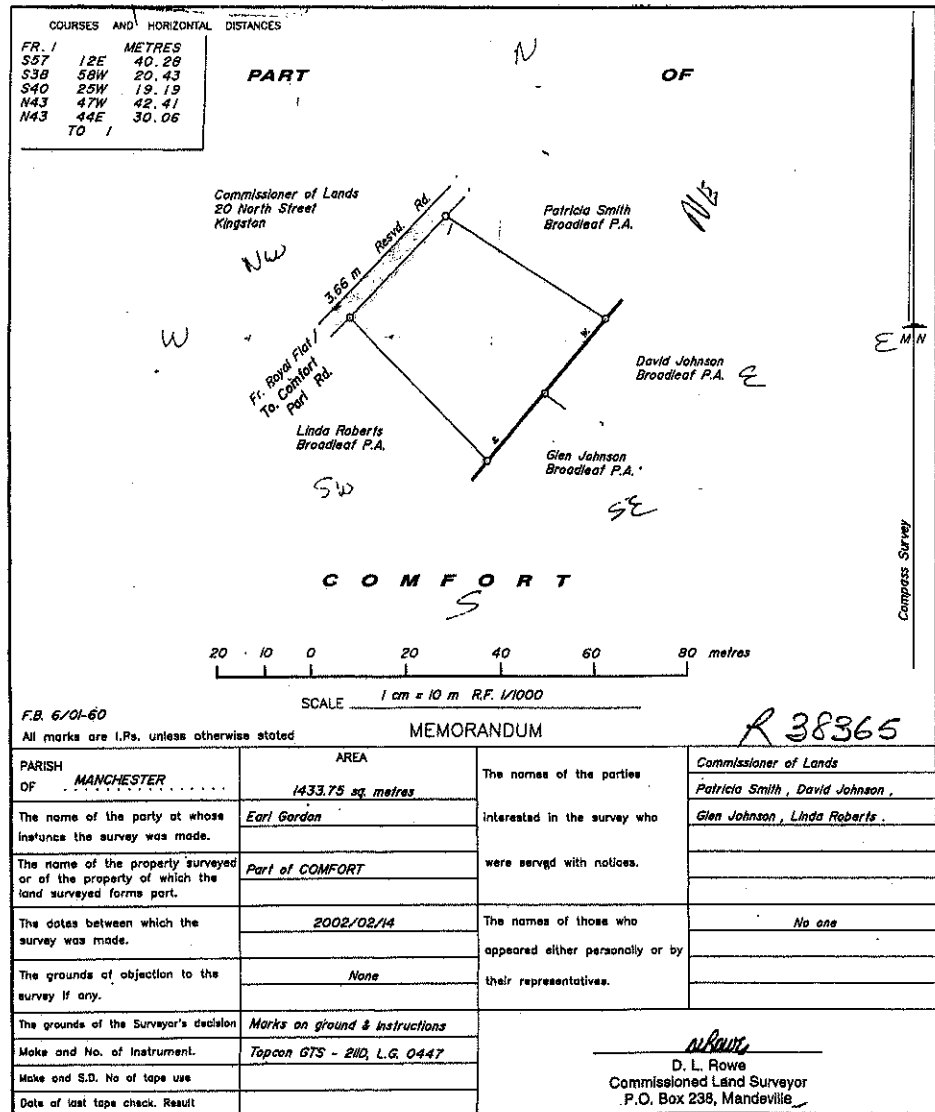 COURSES AND HORIZONTAL DISTANCES
FR. 1 METRES
S57 12E 40.28
S38 58W 20.43
S40 25W 19.19
N43 47W 42.41
N43 44E 30.06
TO 1
N
PART OF
Commissioner of Lands
20 North Street
Kingston
3.66 m Resvd. Rd.
1
Patricia Smith
Broadleaf P.A.
NW
W
Fr. Royal Flat /
To. Comfort
Parl Rd.
David Johnson
Broadleaf P.A.
E
E
M N
Linda Roberts
Broadleaf P.A.
Glen Johnson
Broadleaf P.A.
SW
SE
COMFORT
S
Compass Survey
20 10 0 20 40 60 80 metres
SCALE 1 cm = 10 m R.F. 1/1000
F.B. 6/01-60
All marks are I.Ps. unless otherwise stated
MEMORANDUM
R 38365
PARISH
OF MANCHESTER
AREA
1433.75 sq. metres
The name of the party at whose
instance the survey was made.
Earl Gordon
The name of the property surveyed
or of the property of which the
land surveyed forms part.
Part of COMFORT
The dates between which the
survey was made.
2002/02/14
The grounds of objection to the
survey if any.
None
The grounds of the Surveyor's decision
Marks on ground & instructions
Make and No. of Instrument.
Topcon GTS - 211D, L.G. 0447
Make and S.D. No of tape use
Date of last tape check. Result
The names of the parties
interested in the survey who
were served with notices.
Commissioner of Lands
Patricia Smith , David Johnson ,
Glen Johnson , Linda Roberts .
The names of those who
appeared either personally or by
their representatives.
No one
D. L. Rowe
Commissioned Land Surveyor
P.O. Box 238, Mandeville